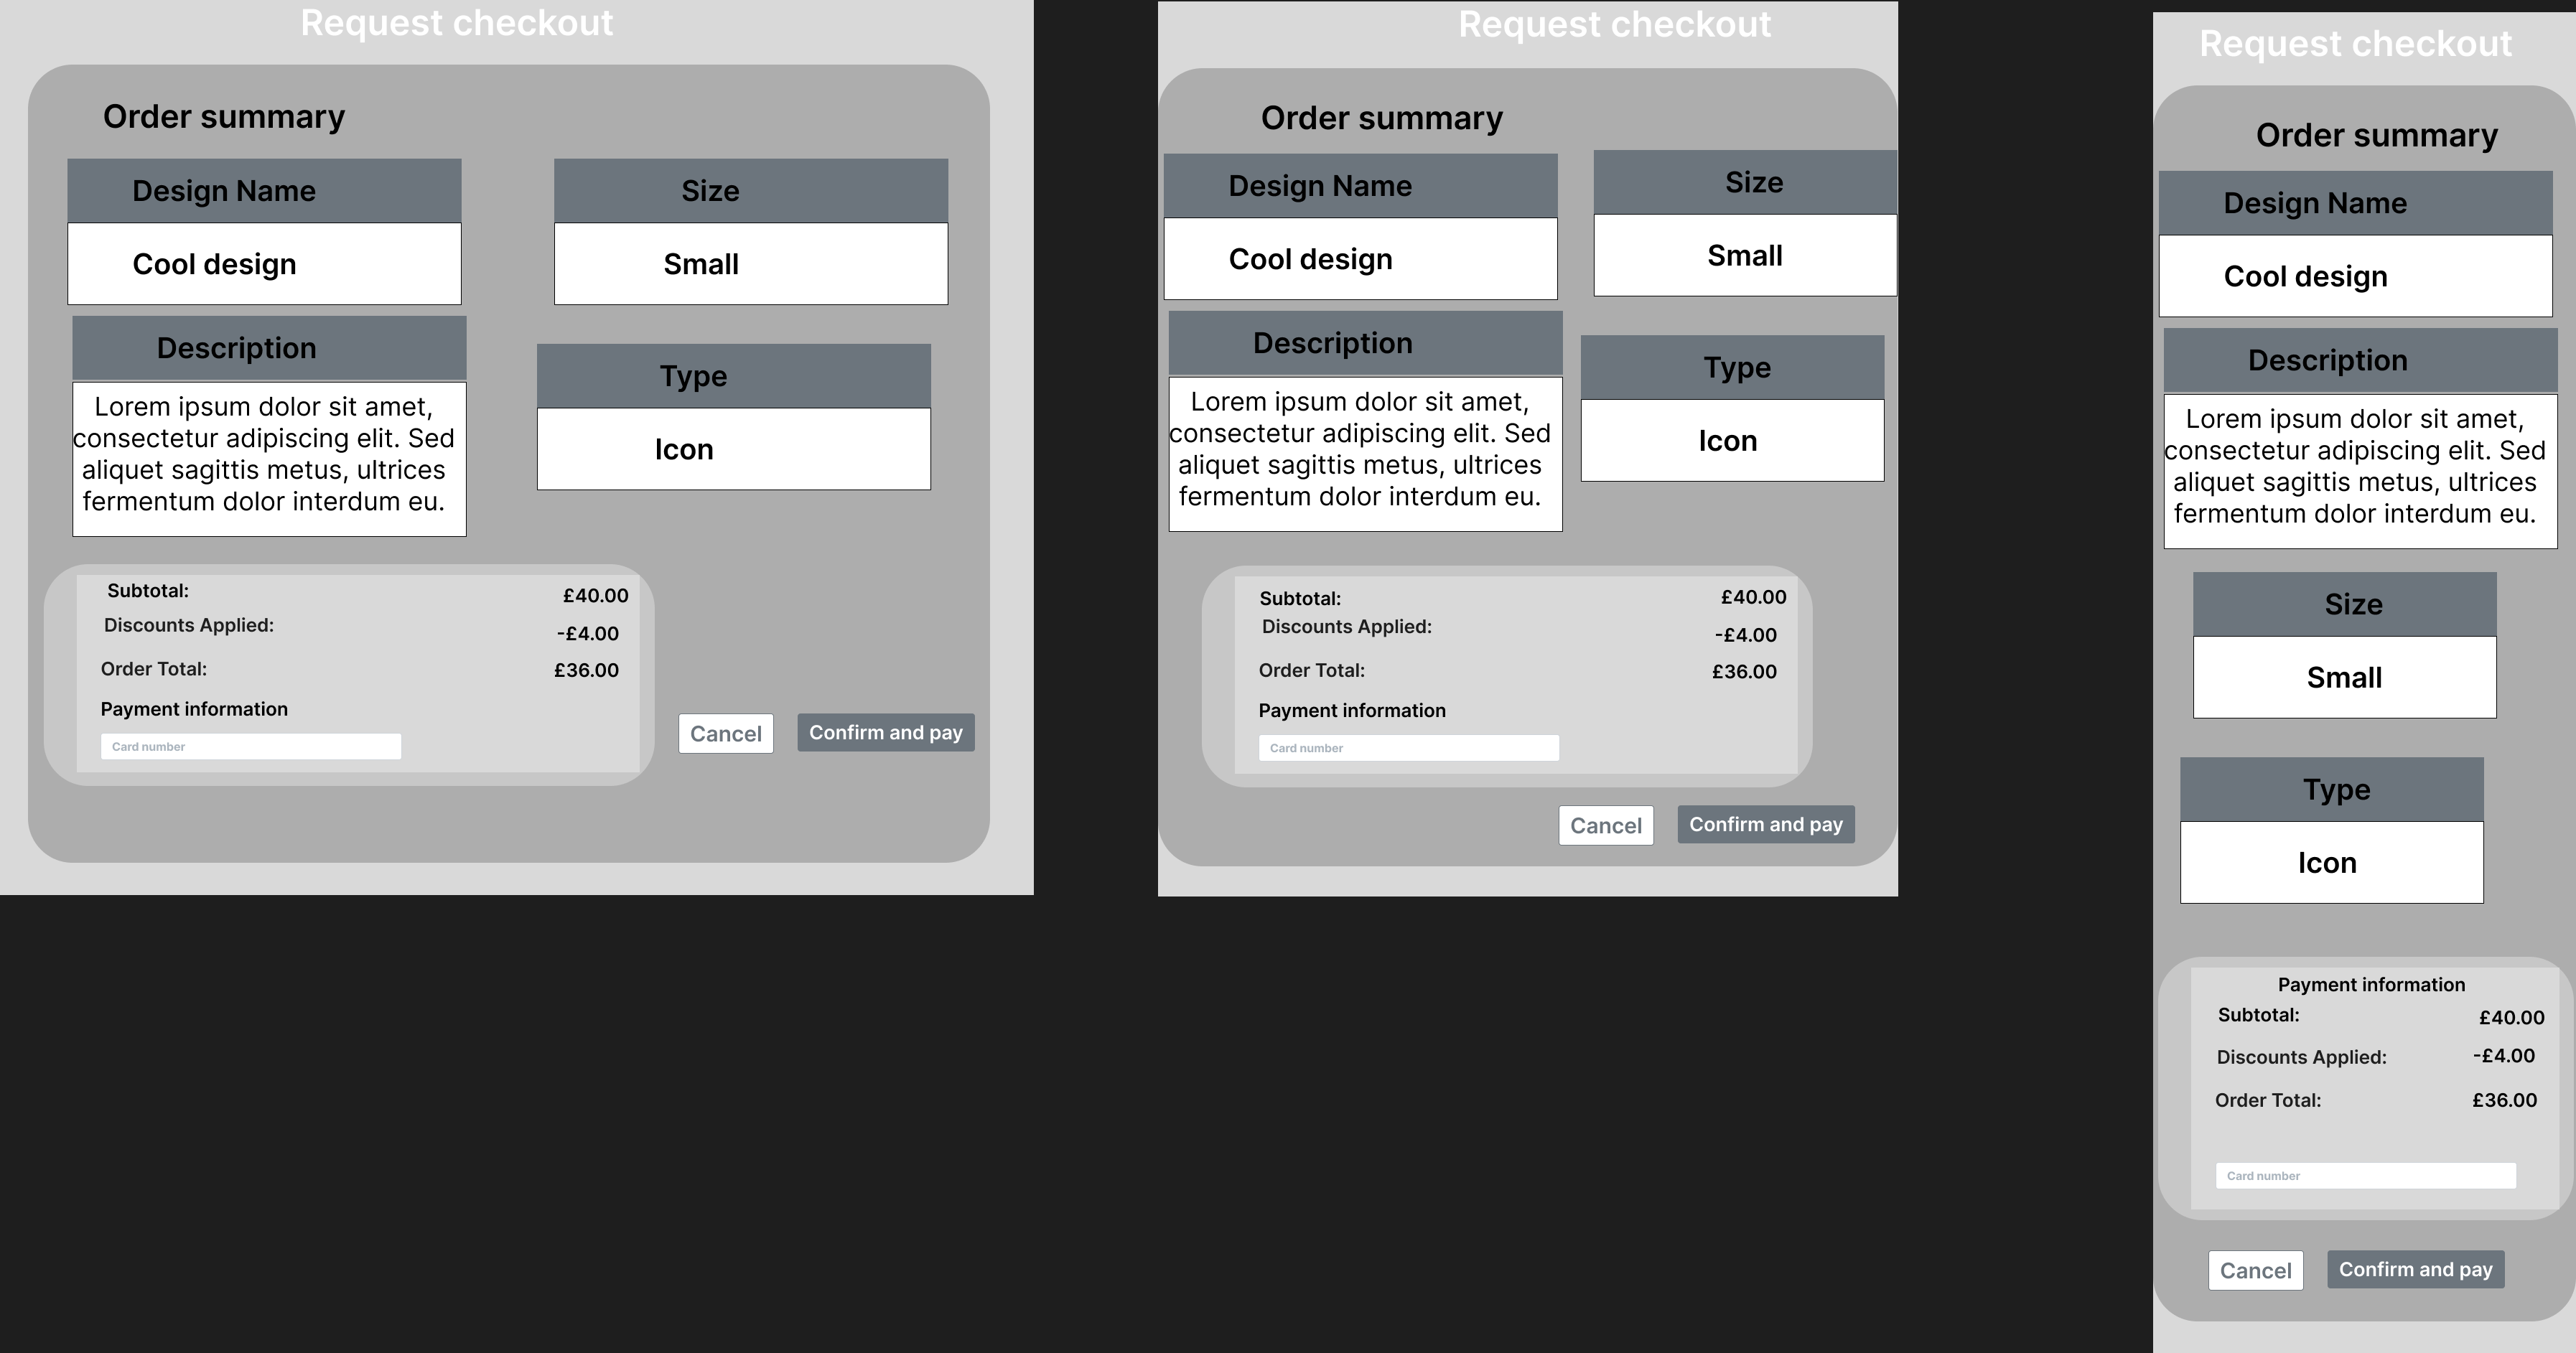 Request checkout
Order summary
Design Name
Size
Cool design
Small
Description
Type
Lorem ipsum dolor sit amet,
consectetur adipiscing elit. Sed
aliquet sagittis metus, ultrices
fermentum dolor interdum eu.
Icon
Subtotal: £40.00
Discounts Applied: -£4.00
Order Total: £36.00
Payment information
Card number
Cancel
Confirm and pay
Request checkout
Order summary
Design Name
Size
Cool design
Small
Description
Type
Lorem ipsum dolor sit amet,
consectetur adipiscing elit. Sed
aliquet sagittis metus, ultrices
fermentum dolor interdum eu.
Icon
Subtotal: £40.00
Discounts Applied: -£4.00
Order Total: £36.00
Payment information
Card number
Cancel
Confirm and pay
Request checkout
Order summary
Design Name
Cool design
Description
Lorem ipsum dolor sit amet,
consectetur adipiscing elit. Sed
aliquet sagittis metus, ultrices
fermentum dolor interdum eu.
Size
Small
Type
Icon
Payment information
Subtotal: £40.00
Discounts Applied: -£4.00
Order Total: £36.00
Card number
Cancel
Confirm and pay